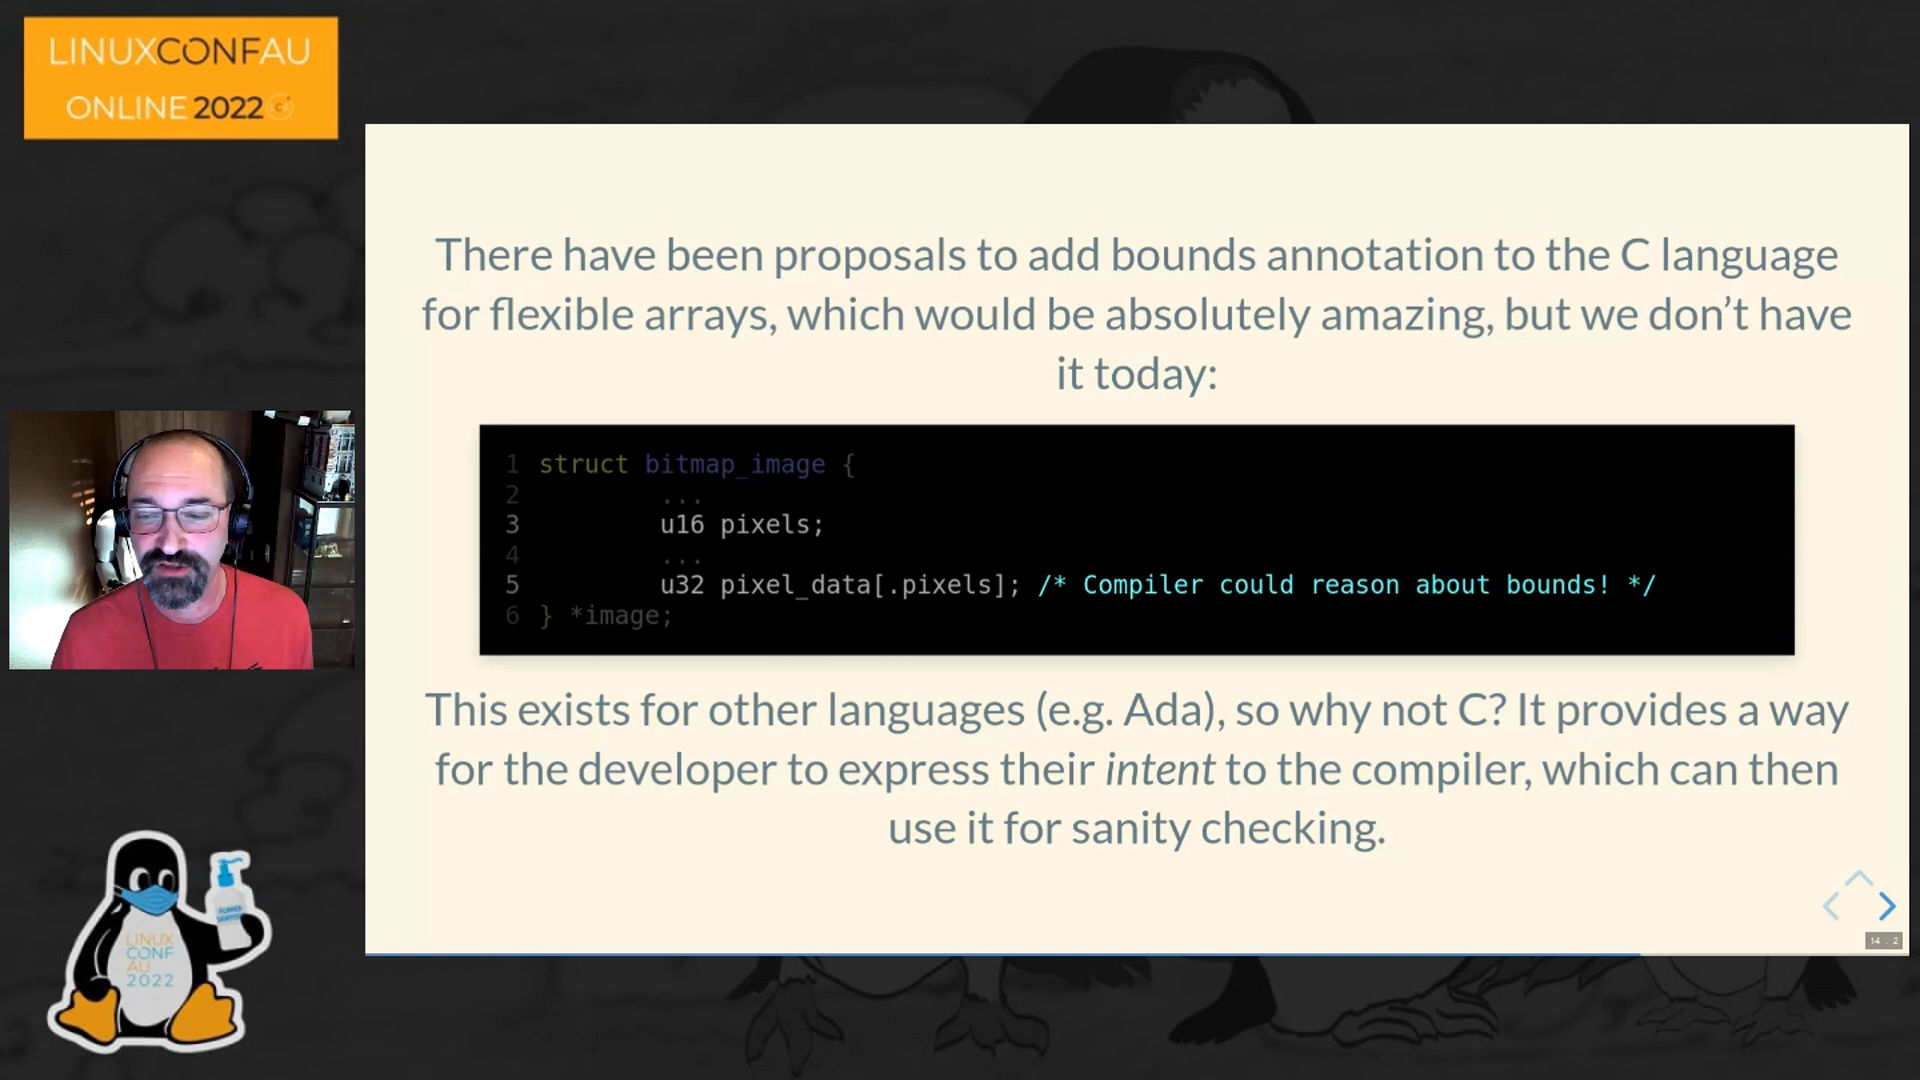 LINUXCONFAU
ONLINE 2022
There have been proposals to add bounds annotation to the C language
for flexible arrays, which would be absolutely amazing, but we don’t have
it today:
1 struct bitmap_image {
2 ...
3 u16 pixels;
4 ...
5 u32 pixel_data[.pixels]; /* Compiler could reason about bounds! */
6 } *image;
This exists for other languages (e.g. Ada), so why not C? It provides a way
for the developer to express their intent to the compiler, which can then
use it for sanity checking.
LINUX
CONF
AU
2022
14 . 2